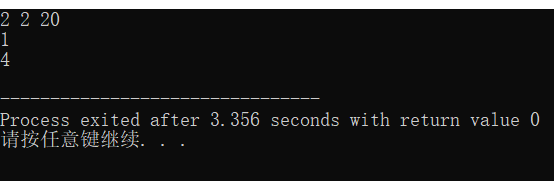 2 2 20
1
4
--------------------------------
Process exited after 3.356 seconds with return value 0
请按任意键继续. . .